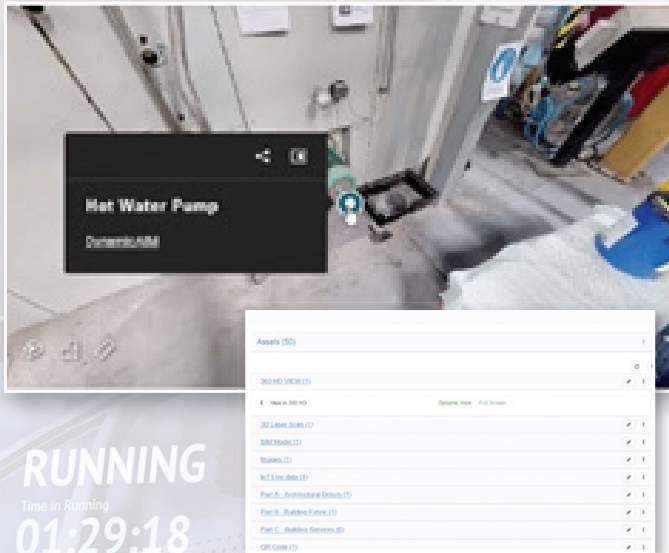 Hot Water Pump
DynamicAIM
Assets (50)
360 HD VIEW (1)
View in 360 HD
Dynamic View Full Screen
3D Laser Scan (1)
BIM Model (1)
Images (1)
IoT Live data (1)
Part A - Architectural Details (1)
Part B - Building Fabric (1)
Part C - Building Services (6)
QR Code (1)
RUNNING
Time in Running
01:29:18